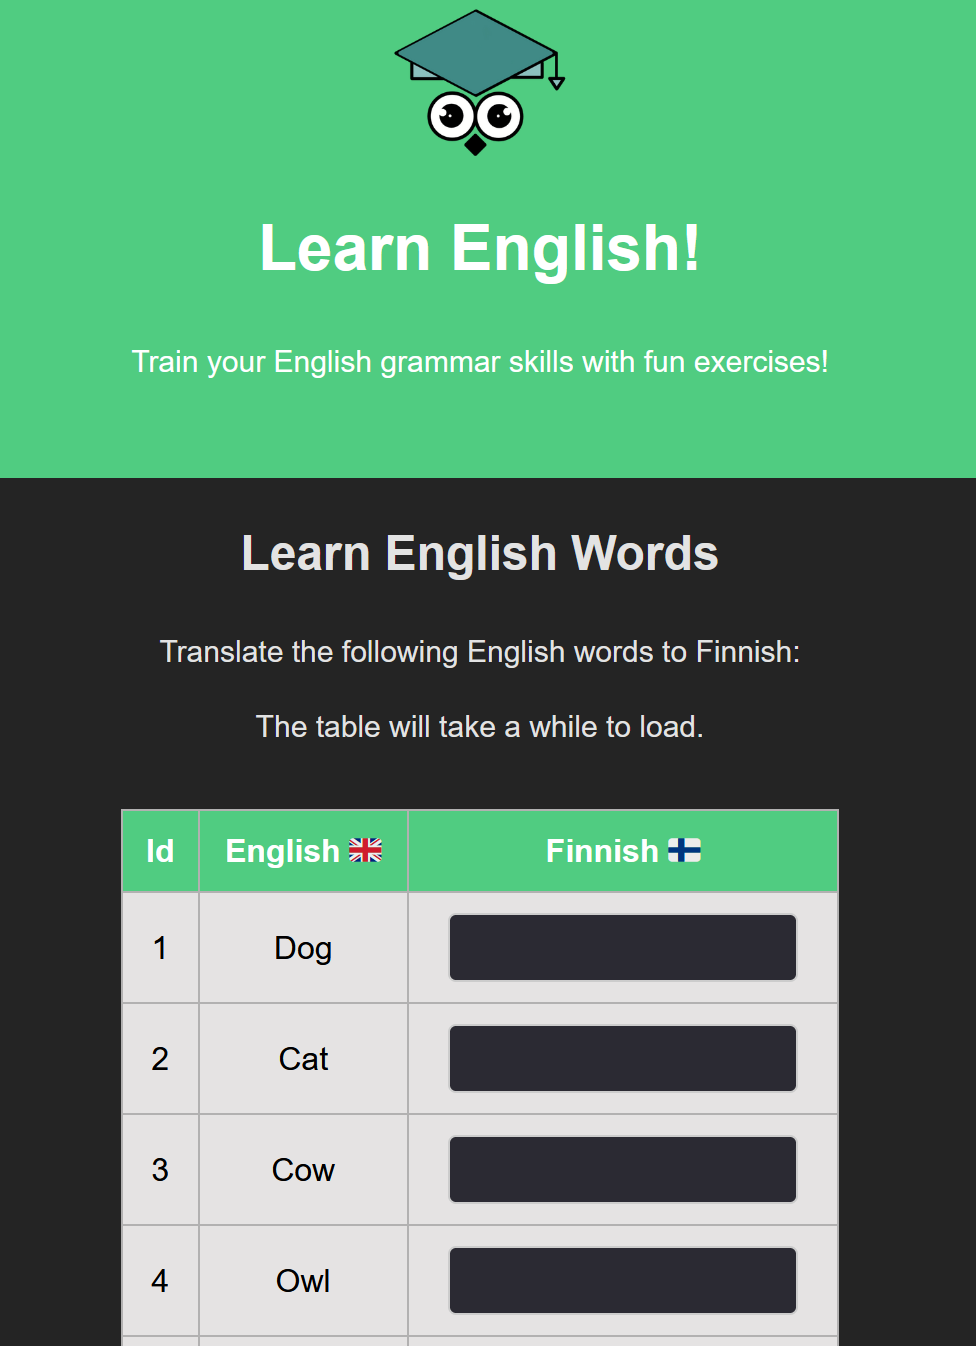 Learn English!
Train your English grammar skills with fun exercises!
Learn English Words
Translate the following English words to Finnish:
The table will take a while to load.
Id English Finnish
1 Dog
2 Cat
3 Cow
4 Owl